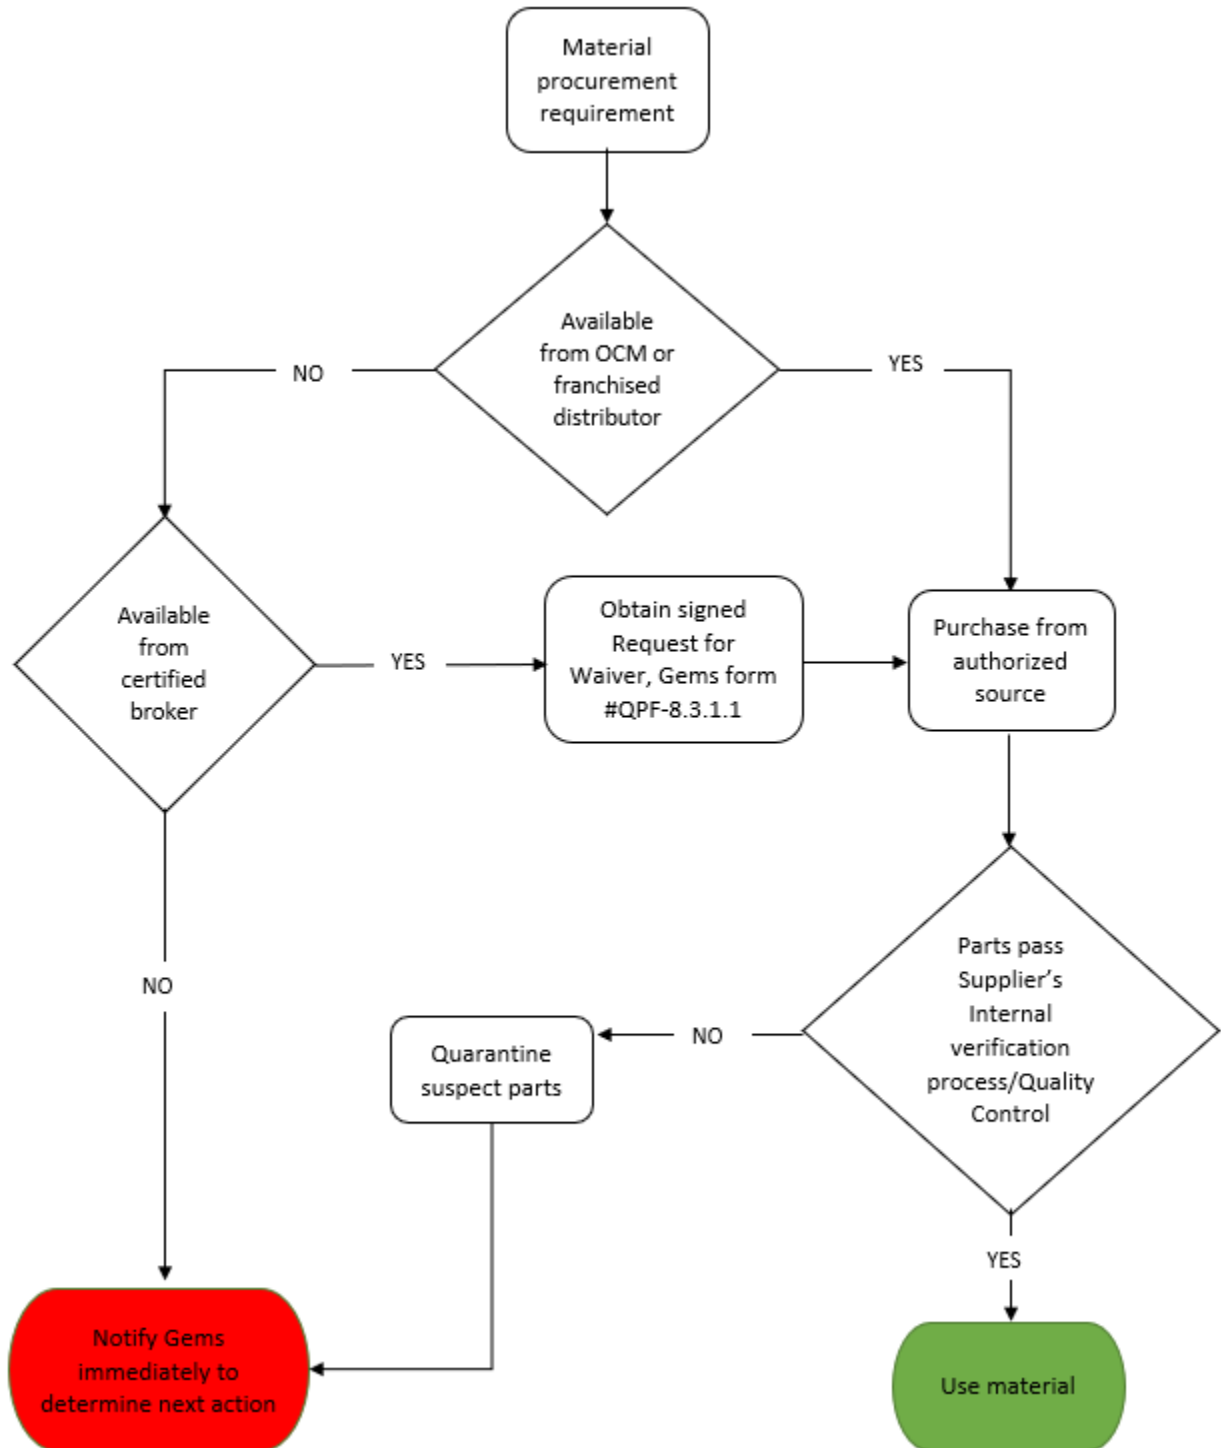 Material
procurement
requirement
Available
from OCM or
franchised
distributor
NO
YES
Available
from
certified
broker
YES
Obtain signed
Request for
Waiver, Gems form
#QPF-8.3.1.1
Purchase from
authorized
source
NO
Parts pass
Supplier’s
Internal
verification
process/Quality
Control
NO
Quarantine
suspect parts
YES
Notify Gems
immediately to
determine next action
Use material